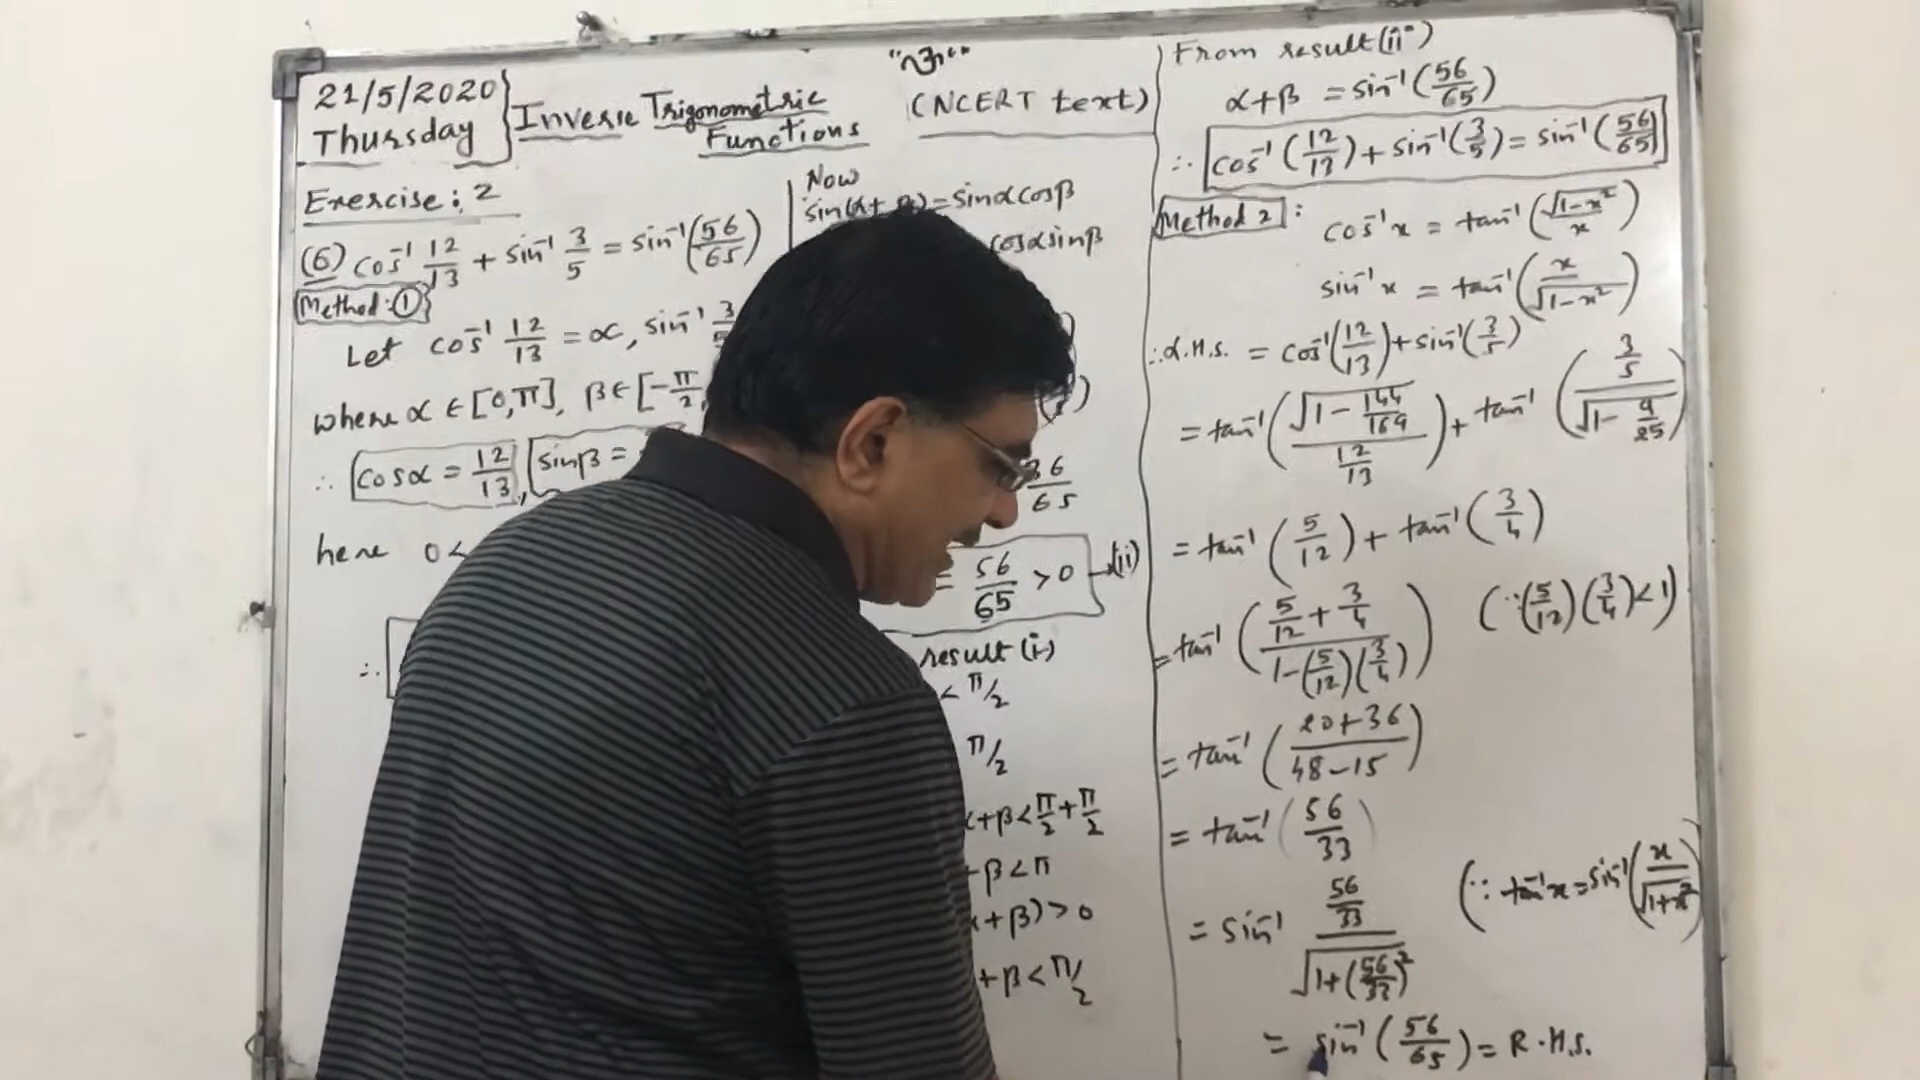 21/5/2020
Thursday
Inverse Trigonometric
Functions
(NCERT text)
Exercise: 2
(6) cos⁻¹ 12/13 + sin⁻¹ 3/5 = sin⁻¹(56/65)
Method:①
Let cos⁻¹ 12/13 = α, sin⁻¹ 3
where α ∈ [0,π], β ∈ [-π/2,
∴ cosα = 12/13, sinβ =
here 0 <
∴
Now
sin(α+ β) = sinα cosβ
cosα sinβ
36/65
= 56/65 > 0 → (ii)
result (i)
< π/2
π/2
α+β < π/2 + π/2
+ β < π
+ β) > 0
+ β < π/2
From result (ii)
α+β = sin⁻¹(56/65)
∴ cos⁻¹(12/13) + sin⁻¹(3/5) = sin⁻¹(56/65)
Method 2 : cos⁻¹x = tan⁻¹(√(1-x²)/x)
sin⁻¹x = tan⁻¹(x/√(1-x²))
∴ L.H.S. = cos⁻¹(12/13) + sin⁻¹(3/5)
= tan⁻¹(√(1 - 144/169)/(12/13)) + tan⁻¹((3/5)/√(1 - 9/25))
= tan⁻¹(5/12) + tan⁻¹(3/4)
= tan⁻¹((5/12 + 3/4)/(1-(5/12)(3/4))) (∵ (5/12)(3/4) < 1)
= tan⁻¹((20+36)/(48-15))
= tan⁻¹(56/33)
= sin⁻¹ (56/33)/√(1+(56/33)²) (∵ tan⁻¹x = sin⁻¹(x/√(1+x²))
= sin⁻¹(56/65) = R.H.S.